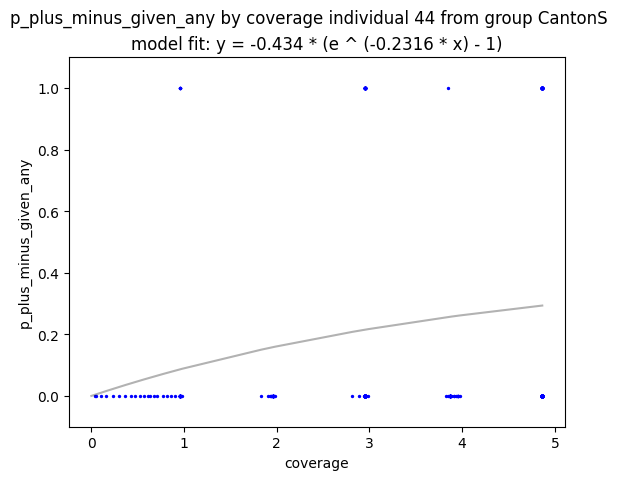 p_plus_minus_given_any by coverage individual 44 from group CantonS
model fit: y = -0.434 * (e ^ (-0.2316 * x) - 1)
1.0
0.8
0.6
0.4
0.2
0.0
p_plus_minus_given_any
0 1 2 3 4 5
coverage